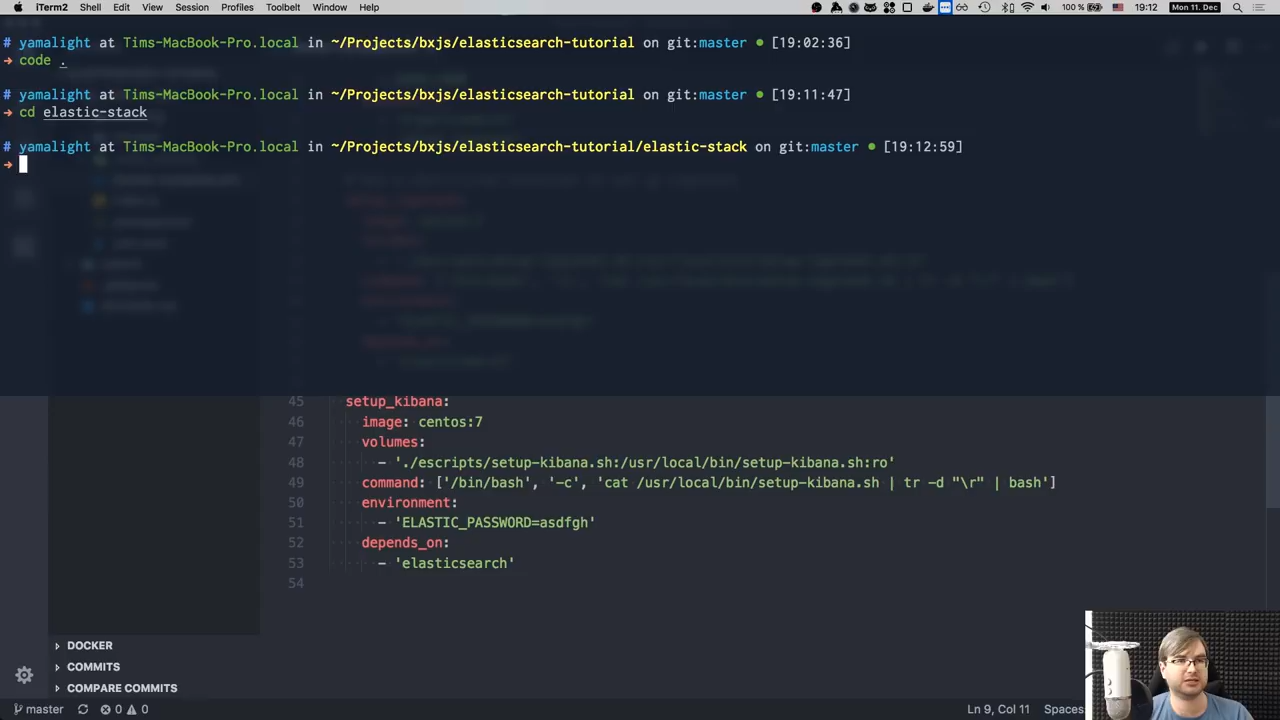 iTerm2 Shell Edit View Session Profiles Toolbelt Window Help 100 % 19:12 Mon 11. Dec
# yamalight at Tims-MacBook-Pro.local in ~/Projects/bxjs/elasticsearch-tutorial on git:master ● [19:02:36]
➜ code .
# yamalight at Tims-MacBook-Pro.local in ~/Projects/bxjs/elasticsearch-tutorial on git:master ● [19:11:47]
➜ cd elastic-stack
# yamalight at Tims-MacBook-Pro.local in ~/Projects/bxjs/elasticsearch-tutorial/elastic-stack on git:master ● [19:12:59]
➜
45 setup_kibana:
46 image: centos:7
47 volumes:
48 - './escripts/setup-kibana.sh:/usr/local/bin/setup-kibana.sh:ro'
49 command: ['/bin/bash', '-c', 'cat /usr/local/bin/setup-kibana.sh | tr -d "\r" | bash']
50 environment:
51 - 'ELASTIC_PASSWORD=asdfgh'
52 depends_on:
53 - 'elasticsearch'
54
DOCKER
COMMITS
COMPARE COMMITS
master 0 0 Ln 9, Col 11 Spaces: